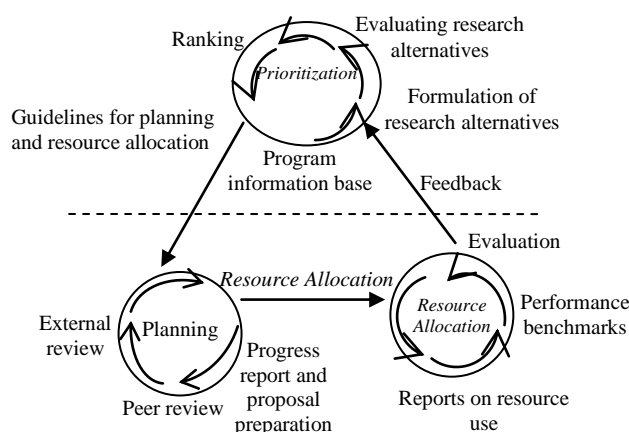 Ranking
Evaluating research
alternatives
Prioritization
Formulation of
research alternatives
Guidelines for planning
and resource allocation
Program
information base
Feedback
Evaluation
Resource Allocation
Performance
benchmarks
Resource
Allocation
External
review
Planning
Progress
report and
proposal
preparation
Peer review
Reports on resource
use